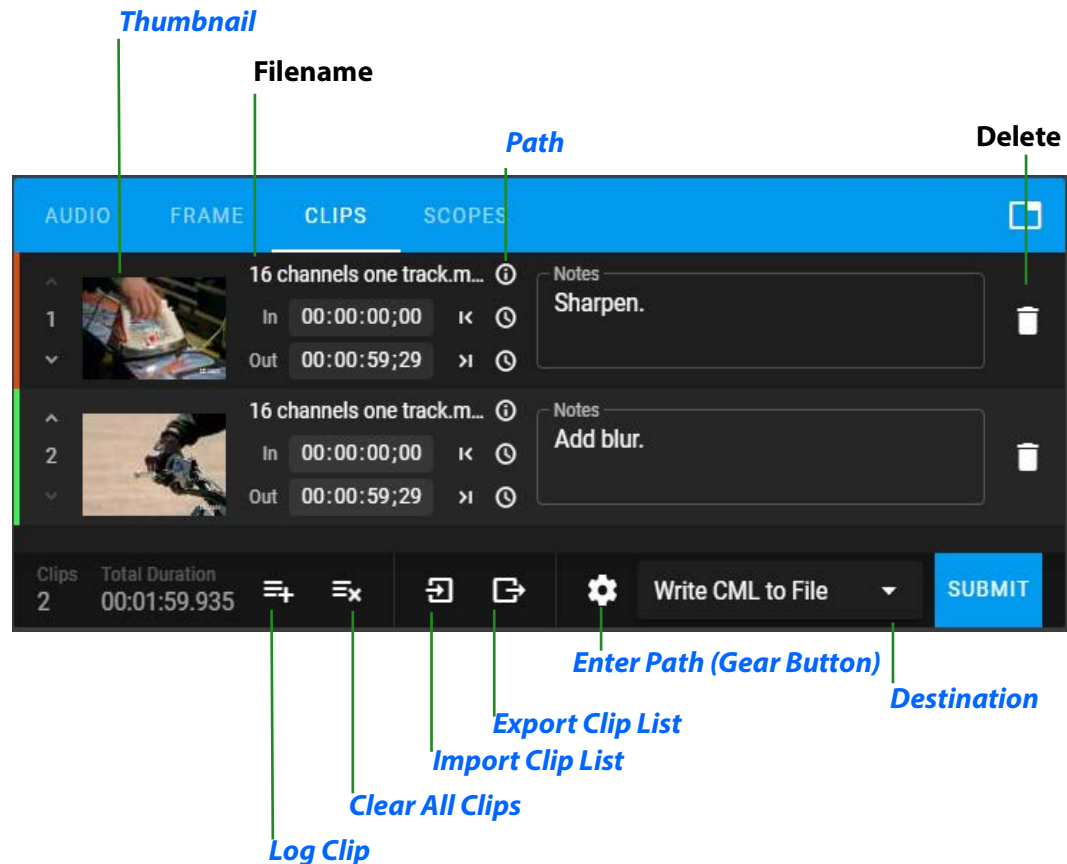 Thumbnail
Filename
Path
Delete
AUDIO FRAME CLIPS SCOPES
16 channels one track.m...
Notes
Sharpen.
1
In 00:00:00;00
Out 00:00:59;29
16 channels one track.m...
Notes
Add blur.
2
In 00:00:00;00
Out 00:00:59;29
Clips Total Duration
2 00:01:59.935
Write CML to File
SUBMIT
Enter Path (Gear Button)
Destination
Export Clip List
Import Clip List
Clear All Clips
Log Clip